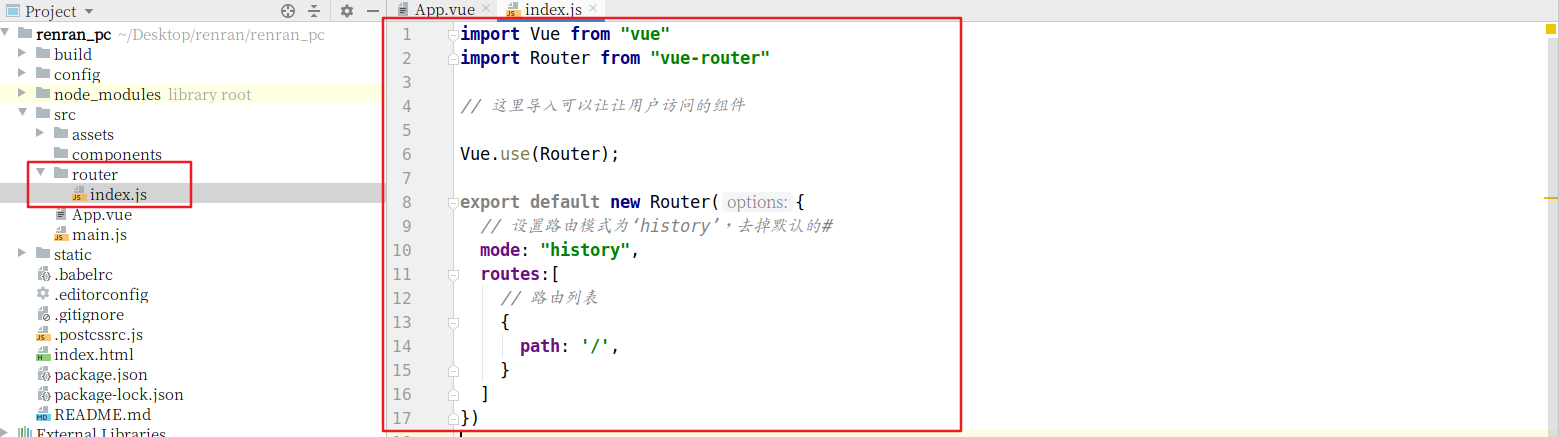 Project
renran_pc ~/Desktop/renran/renran_pc
build
config
node_modules library root
src
assets
components
router
index.js
App.vue
main.js
static
.babelrc
.editorconfig
.gitignore
.postcssrc.js
index.html
package.json
package-lock.json
README.md
External Libraries
App.vue
index.js
1 import Vue from "vue"
2 import Router from "vue-router"
3
4 // 这里导入可以让让用户访问的组件
5
6 Vue.use(Router);
7
8 export default new Router( options: {
9 // 设置路由模式为‘history’,去掉默认的#
10 mode: "history",
11 routes:[
12 // 路由列表
13 {
14 path: '/',
15 }
16 ]
17 })